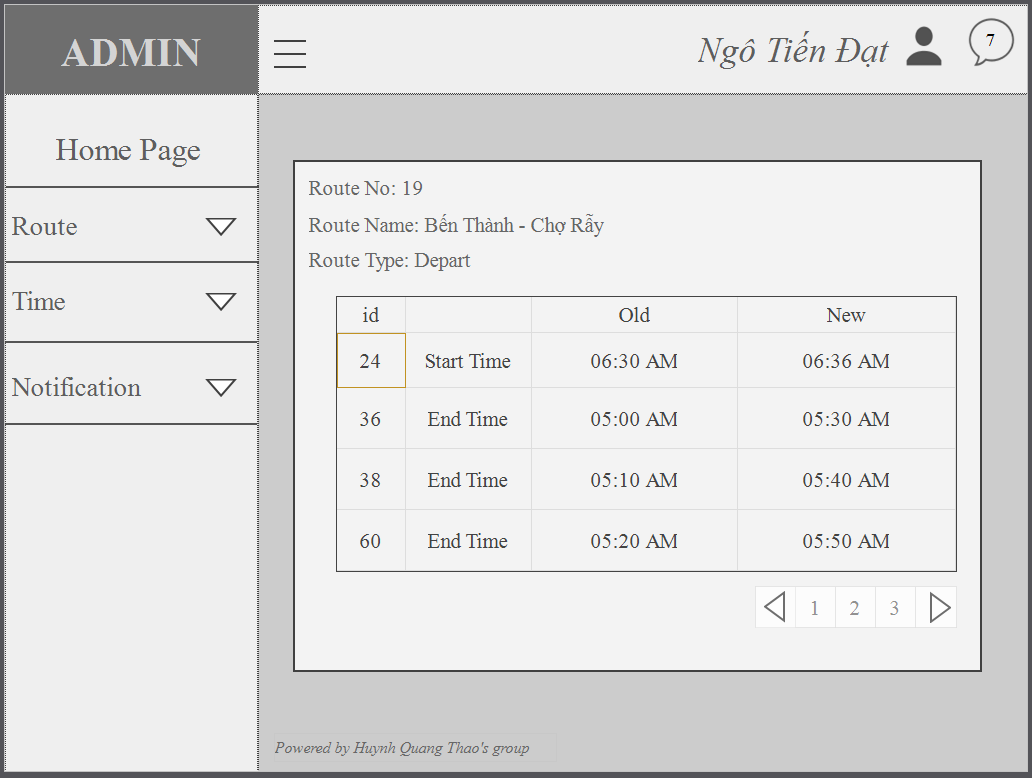 ADMIN
Ngô Tiến Đạt
7
Home Page
Route
Time
Notification
Route No: 19
Route Name: Bến Thành - Chợ Rẫy
Route Type: Depart
id Old New
24 Start Time 06:30 AM 06:36 AM
36 End Time 05:00 AM 05:30 AM
38 End Time 05:10 AM 05:40 AM
60 End Time 05:20 AM 05:50 AM
1 2 3
Powered by Huynh Quang Thao's group